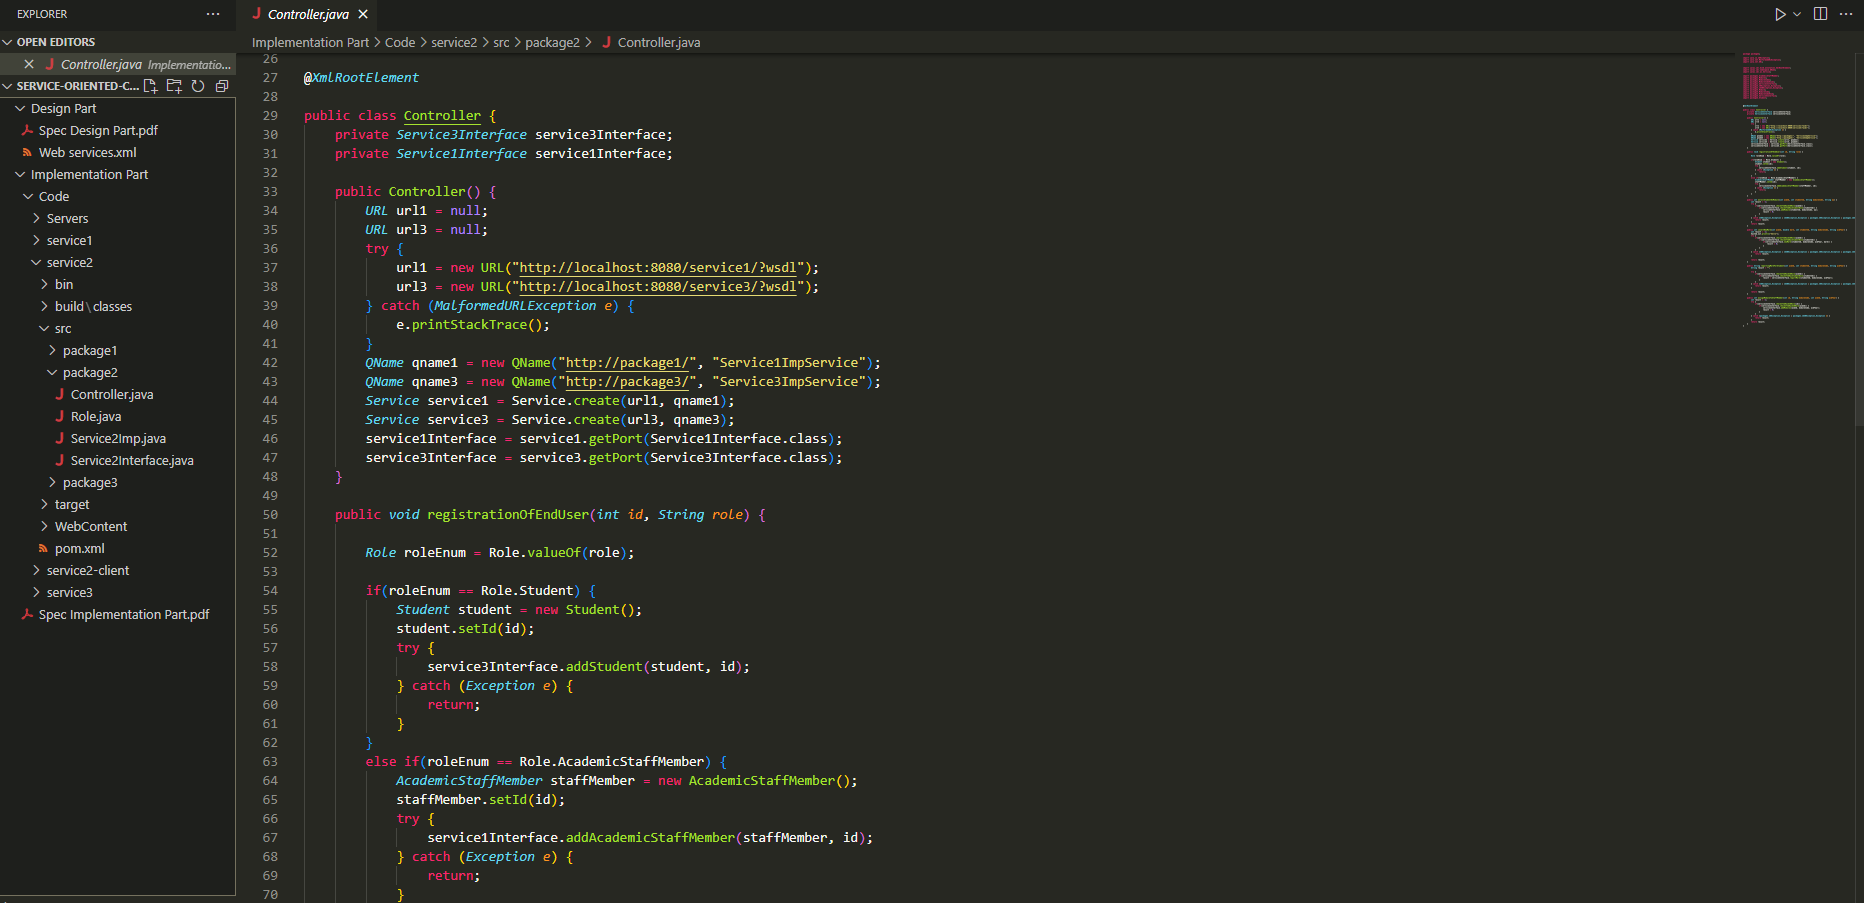 EXPLORER
OPEN EDITORS
Controller.java Implementatio...
SERVICE-ORIENTED-C...
Design Part
Spec Design Part.pdf
Web services.xml
Implementation Part
Code
Servers
service1
service2
bin
build\classes
src
package1
package2
Controller.java
Role.java
Service2Imp.java
Service2Interface.java
package3
target
WebContent
pom.xml
service2-client
service3
Spec Implementation Part.pdf
Controller.java
Implementation Part > Code > service2 > src > package2 > Controller.java
26
27 @XmlRootElement
28
29 public class Controller {
30 private Service3Interface service3Interface;
31 private Service1Interface service1Interface;
32
33 public Controller() {
34 URL url1 = null;
35 URL url3 = null;
36 try {
37 url1 = new URL("http://localhost:8080/service1/?wsdl");
38 url3 = new URL("http://localhost:8080/service3/?wsdl");
39 } catch (MalformedURLException e) {
40 e.printStackTrace();
41 }
42 QName qname1 = new QName("http://package1/", "Service1ImpService");
43 QName qname3 = new QName("http://package3/", "Service3ImpService");
44 Service service1 = Service.create(url1, qname1);
45 Service service3 = Service.create(url3, qname3);
46 service1Interface = service1.getPort(Service1Interface.class);
47 service3Interface = service3.getPort(Service3Interface.class);
48 }
49
50 public void registrationOfEndUser(int id, String role) {
51
52 Role roleEnum = Role.valueOf(role);
53
54 if(roleEnum == Role.Student) {
55 Student student = new Student();
56 student.setId(id);
57 try {
58 service3Interface.addStudent(student, id);
59 } catch (Exception e) {
60 return;
61 }
62 }
63 else if(roleEnum == Role.AcademicStaffMember) {
64 AcademicStaffMember staffMember = new AcademicStaffMember();
65 staffMember.setId(id);
66 try {
67 service1Interface.addAcademicStaffMember(staffMember, id);
68 } catch (Exception e) {
69 return;
70 }